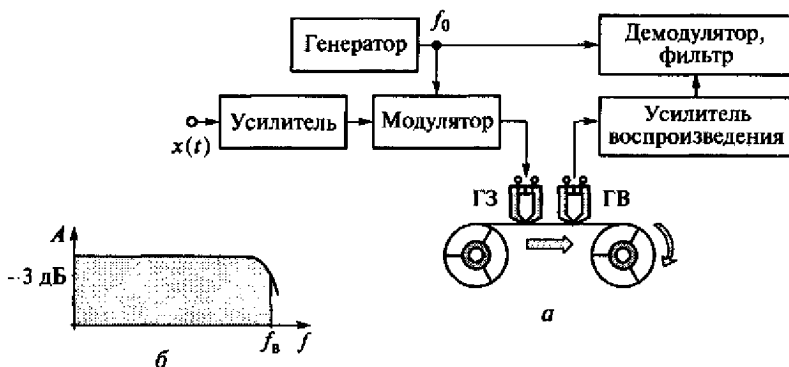 f₀
Генератор
Демодулятор,
фильтр
Усилитель
Модулятор
Усилитель
воспроизведения
x(t)
ГЗ
ГВ
A
-3 дБ
fв
f
а
б